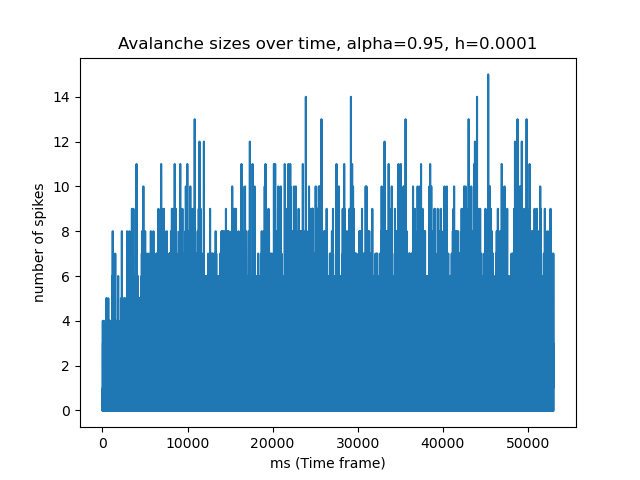 Avalanche sizes over time, alpha=0.95, h=0.0001
number of spikes
14
12
10
8
6
4
2
0
0 10000 20000 30000 40000 50000
ms (Time frame)